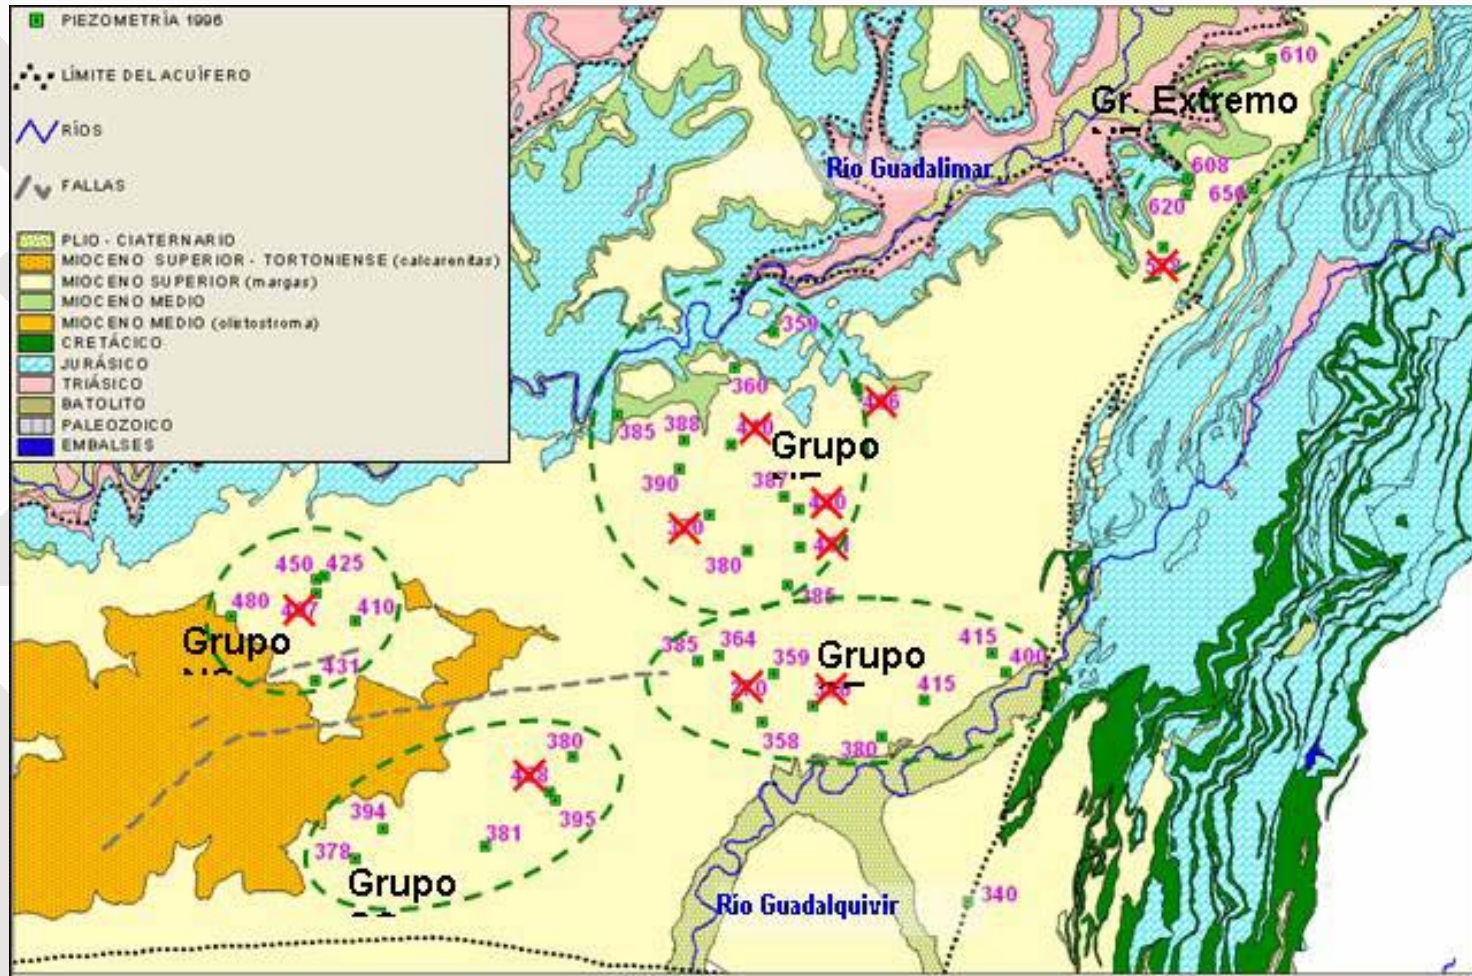 PIEZOMETRÍA 1996
LÍMITE DEL ACUÍFERO
RÍOS
FALLAS
PLIO - CIATERNARIO
MIOCENO SUPERIOR - TORTONIENSE (calcarenitas)
MIOCENO SUPERIOR (margas)
MIOCENO MEDIO
MIOCENO MEDIO (olistostroma)
CRETÁCICO
JURÁSICO
TRIÁSICO
BATOLITO
PALEOZOICO
EMBALSES
610
Gr. Extremo
Río Guadalimar
608
620
650
359
360
385
388
Grupo
390
387
380
385
450
425
480
410
Grupo
431
385
364
359
Grupo
415
400
415
358
380
380
394
395
381
378
Grupo
Río Guadalquivir
340